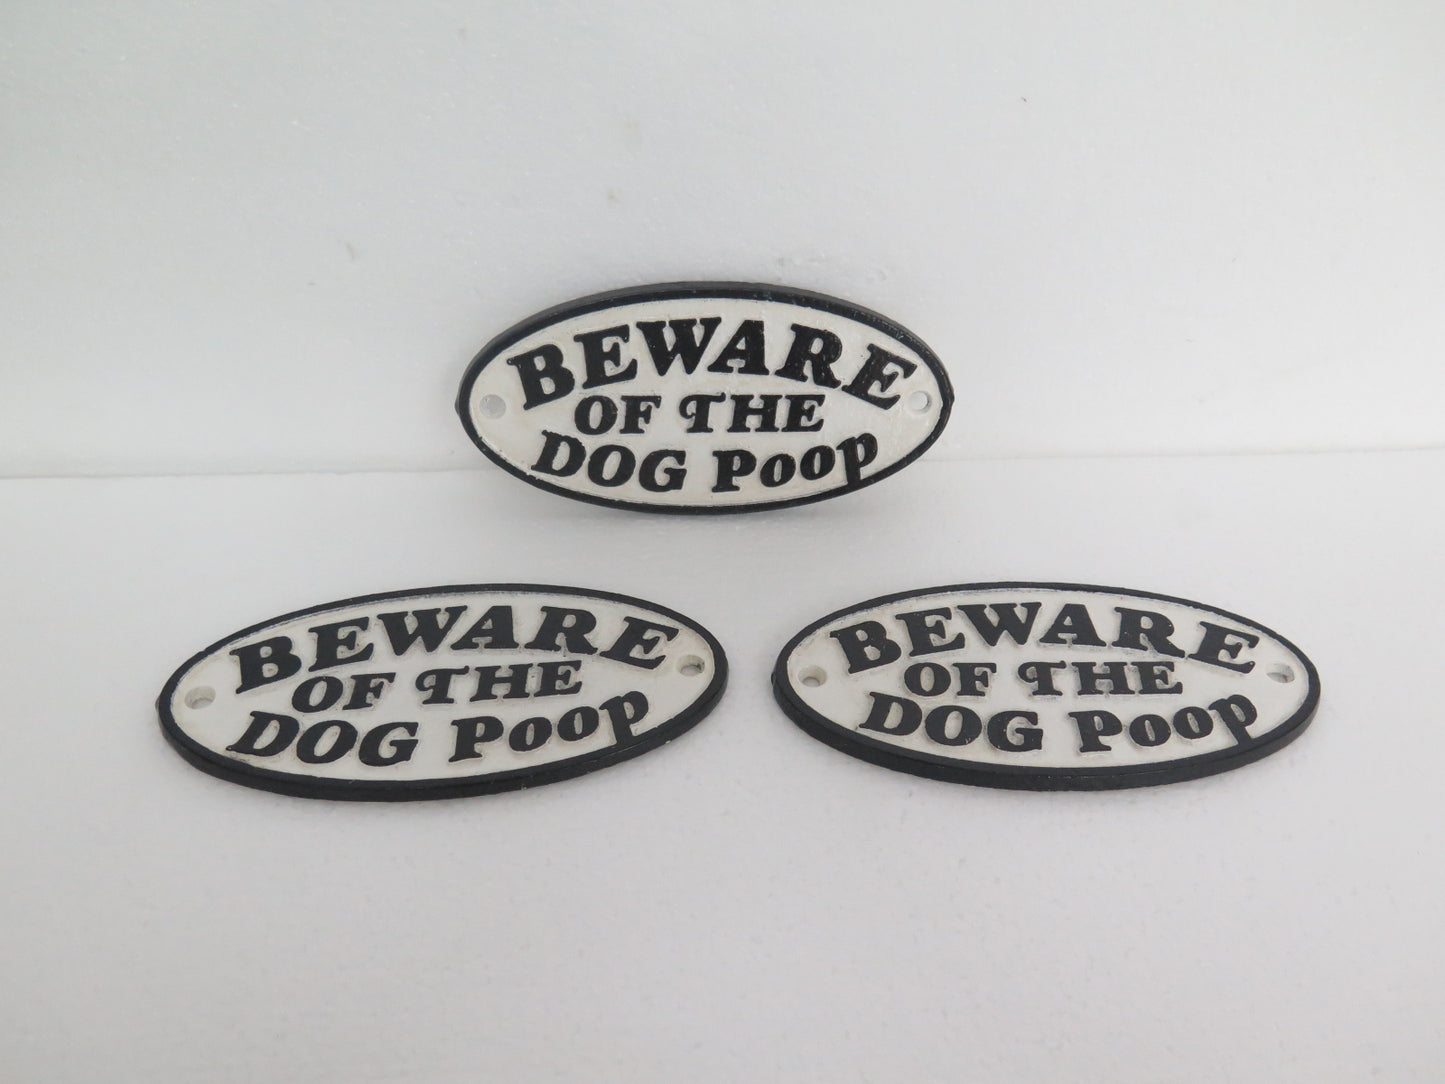 BEWARE
OF THE
DOG Poop
BEWARE
OF THE
DOG Poop
BEWARE
OF THE
DOG Poop